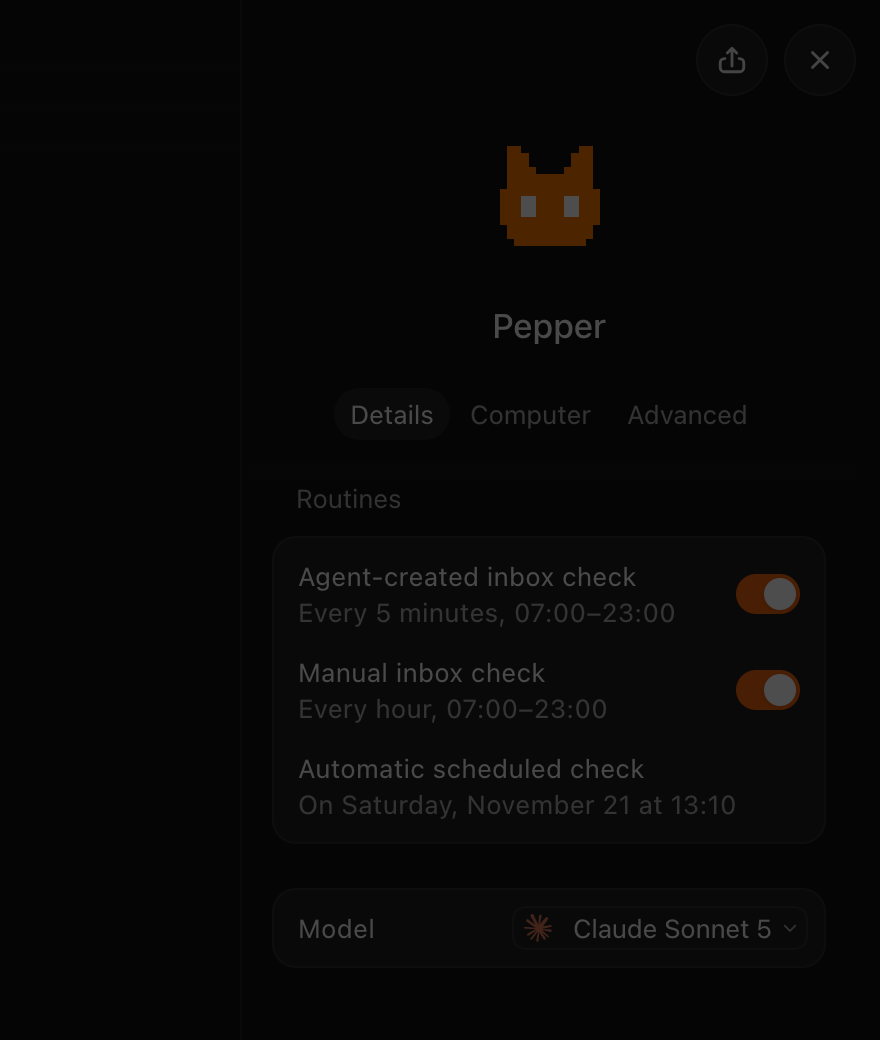 Pepper
Details Computer Advanced
Routines
Agent-created inbox check
Every 5 minutes, 07:00–23:00
Manual inbox check
Every hour, 07:00–23:00
Automatic scheduled check
On Saturday, November 21 at 13:10
Model Claude Sonnet 5